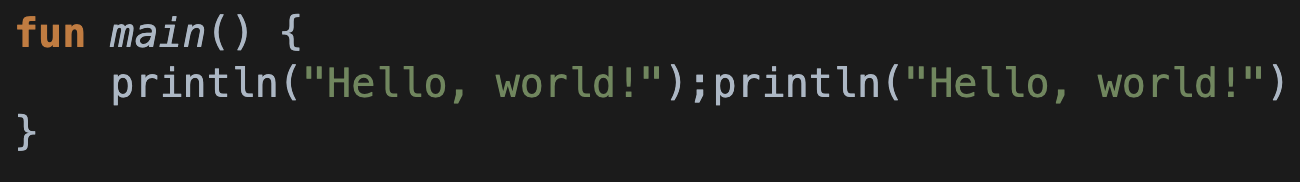 fun main() {
    println("Hello, world!");println("Hello, world!")
}